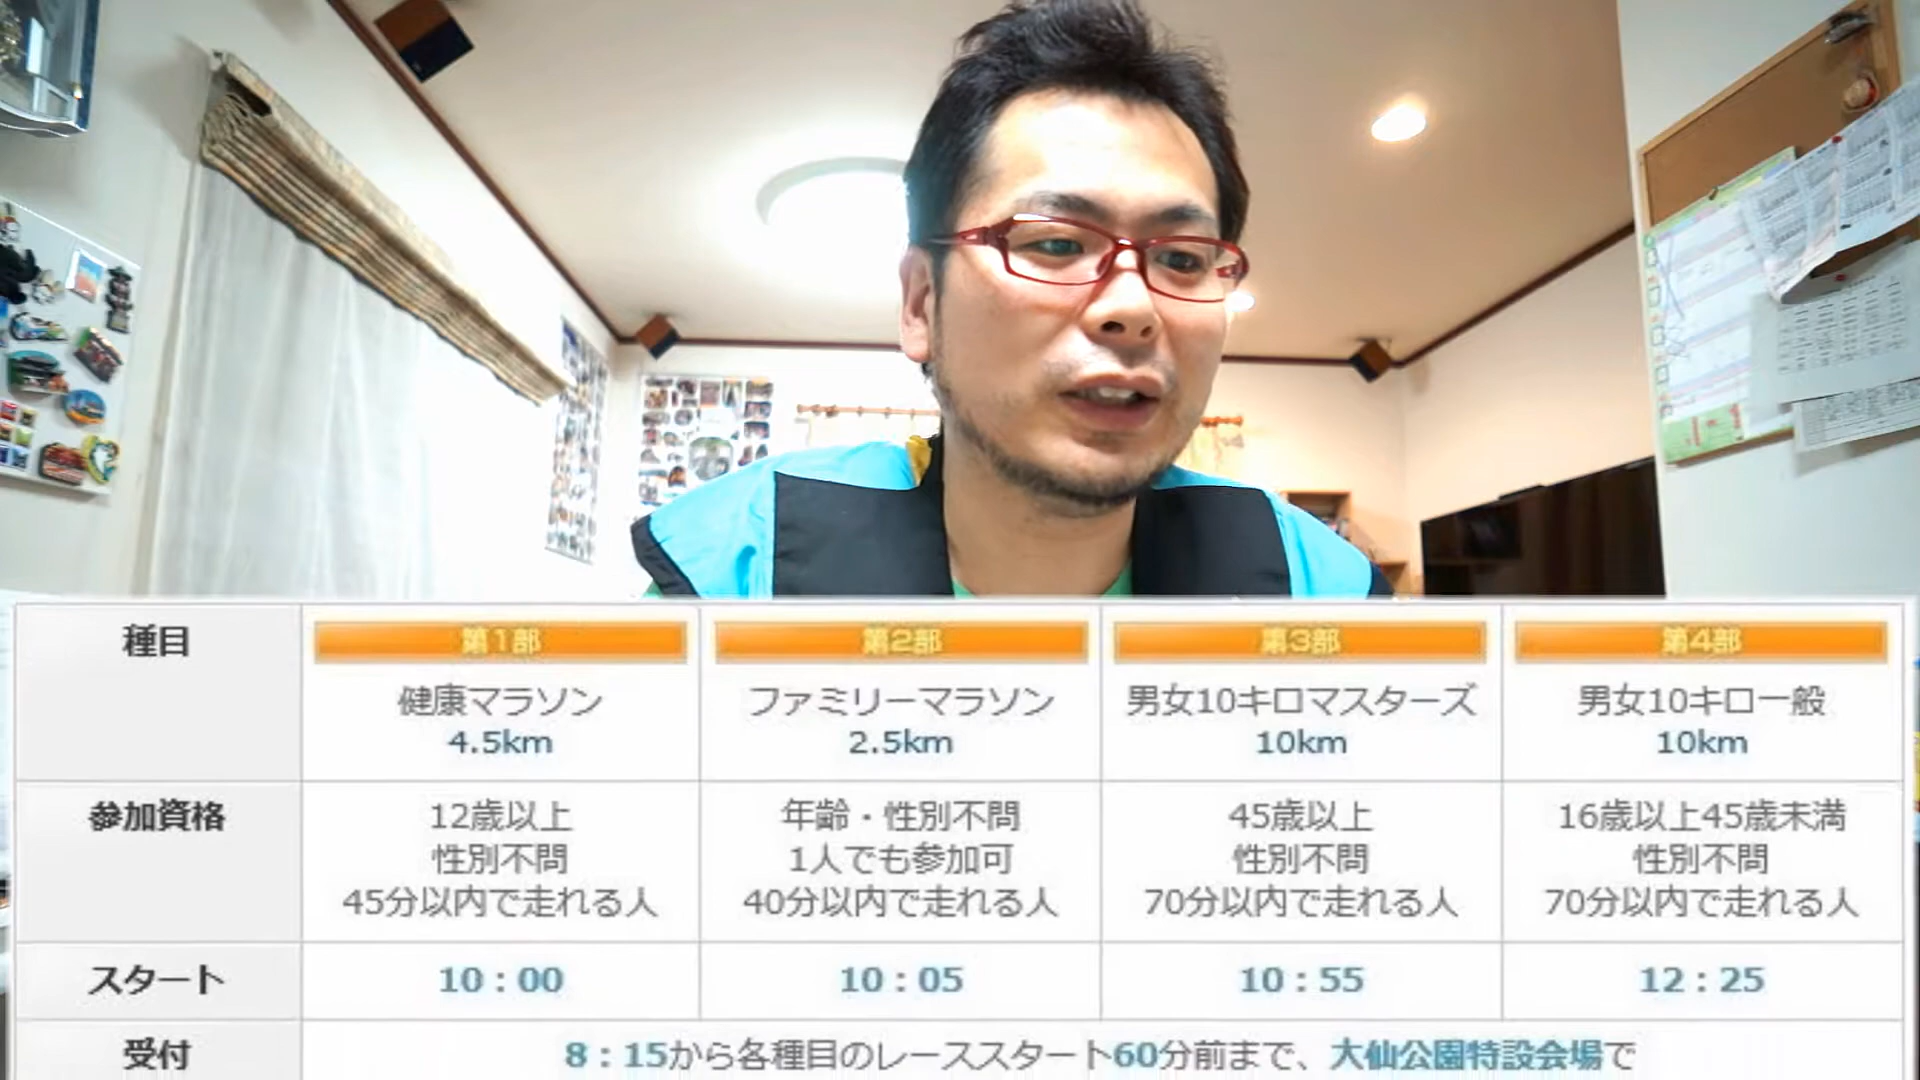 種目
第1部
健康マラソン
4.5km
第2部
ファミリーマラソン
2.5km
第3部
男女10キロマスターズ
10km
第4部
男女10キロ一般
10km
参加資格
12歳以上
性別不問
45分以内で走れる人
年齢・性別不問
1人でも参加可
40分以内で走れる人
45歳以上
性別不問
70分以内で走れる人
16歳以上45歳未満
性別不問
70分以内で走れる人
スタート
10：00
10：05
10：55
12：25
受付
8：15から各種目のレーススタート60分前まで、大仙公園特設会場で